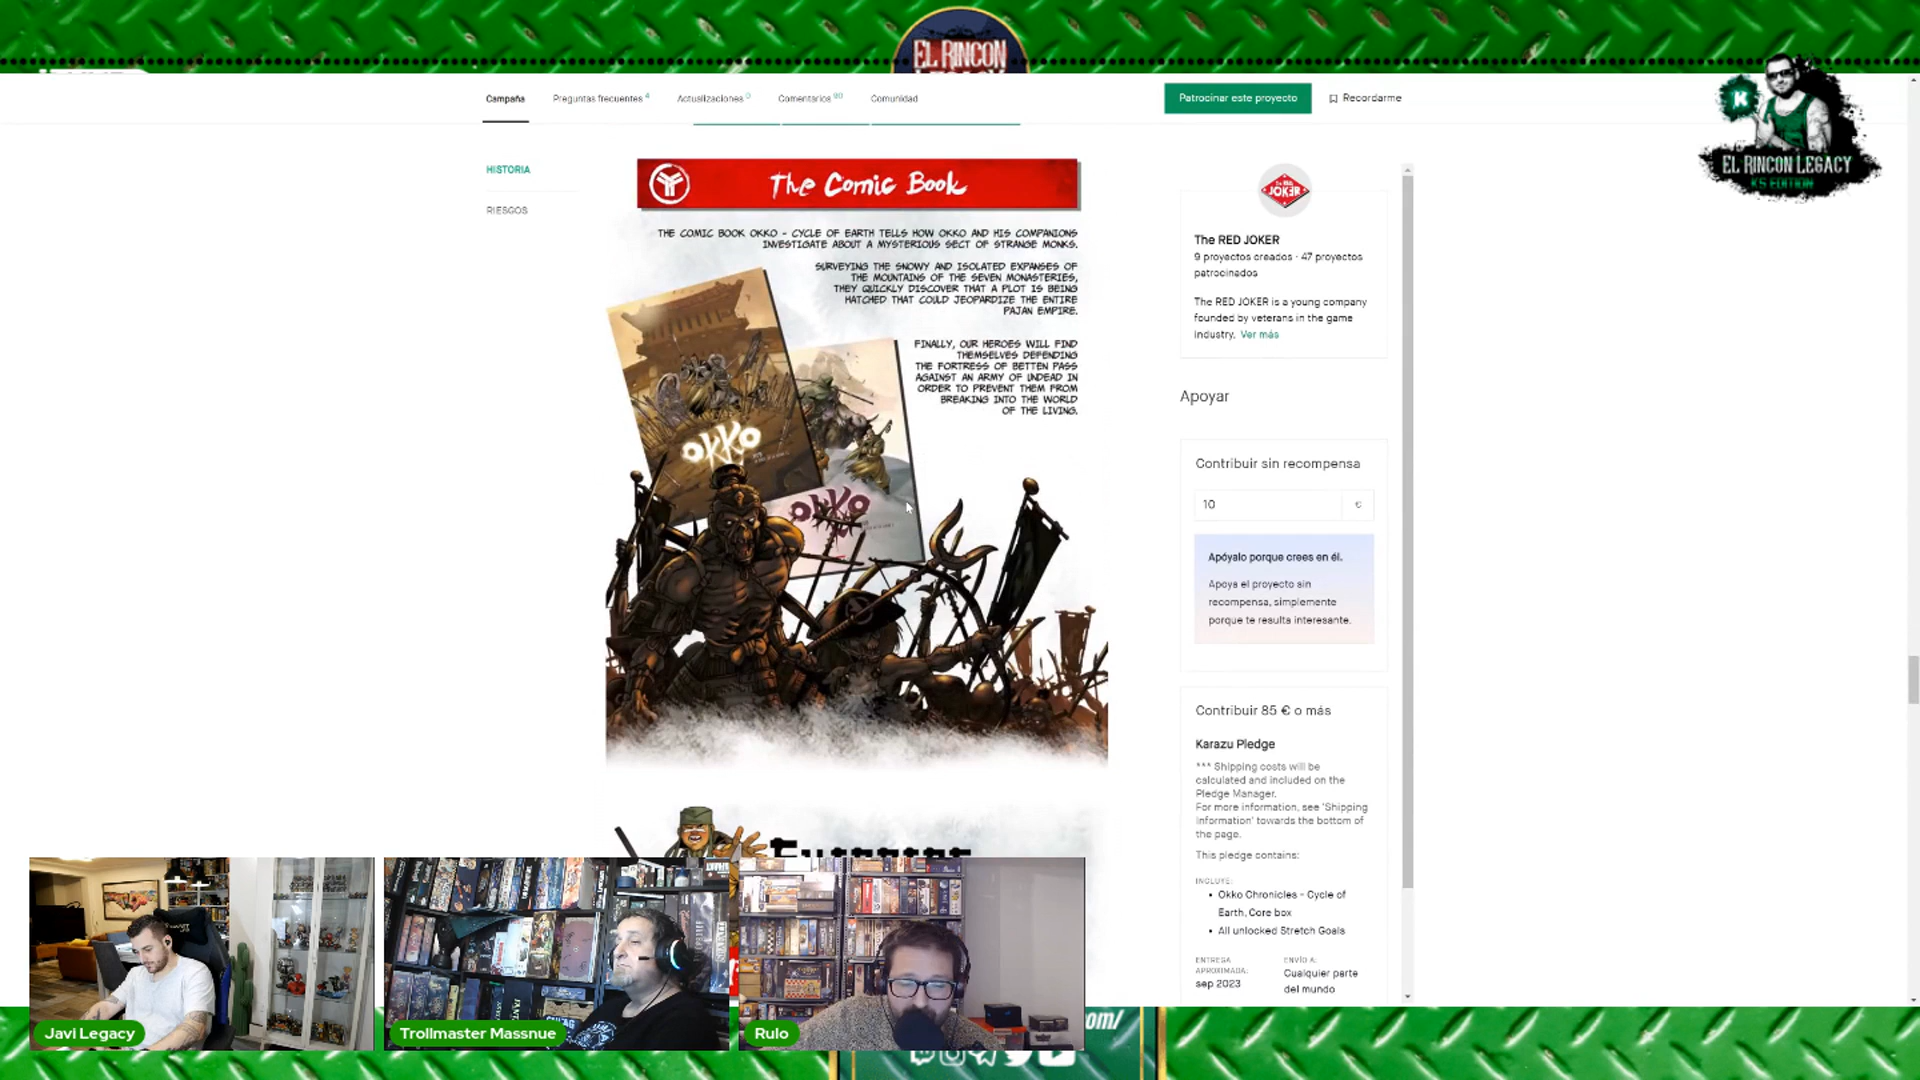 EL RINCON
Campaña
Preguntas frecuentes 4
Actualizaciones 0
Comentarios 90
Comunidad
Patrocinar este proyecto
Recordarme
K
EL RINCON LEGACY
KS EDITION
HISTORIA
RIESGOS
The Comic Book
THE COMIC BOOK OKKO - CYCLE OF EARTH TELLS HOW OKKO AND HIS COMPANIONS
INVESTIGATE ABOUT A MYSTERIOUS SECT OF STRANGE MONKS.
SURVEYING THE SNOWY AND ISOLATED EXPANSES OF
THE MOUNTAINS OF THE SEVEN MONASTERIES,
THEY QUICKLY DISCOVER THAT A PLOT IS BEING
HATCHED THAT COULD JEOPARDIZE THE ENTIRE
PAJAN EMPIRE.
FINALLY, OUR HEROES WILL FIND
THEMSELVES DEFENDING
THE FORTRESS OF BETTEN PASS
AGAINST AN ARMY OF UNDEAD IN
ORDER TO PREVENT THEM FROM
BREAKING INTO THE WORLD
OF THE LIVING.
OKKO
OKKO
The RED
JOKER
The RED JOKER
9 proyectos creados · 47 proyectos
patrocinados
The RED JOKER is a young company
founded by veterans in the game
industry. Ver más
Apoyar
Contribuir sin recompensa
10
€
Apóyalo porque crees en él.
Apoya el proyecto sin
recompensa, simplemente
porque te resulta interesante.
Contribuir 85 € o más
Karazu Pledge
*** Shipping costs will be
calculated and included on the
Pledge Manager.
For more information, see 'Shipping
Information' towards the bottom of
the page.
This pledge contains:
INCLUYE:
• Okko Chronicles - Cycle of
Earth, Core box
• All unlocked Stretch Goals
ENTREGA
APROXIMADA:
sep 2023
ENVÍO A:
Cualquier parte
del mundo
Javi Legacy
Trollmaster Massnue
Rulo
om/